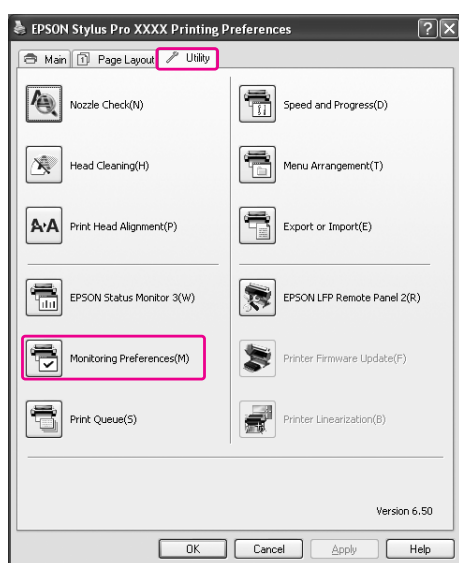 EPSON Stylus Pro XXXX Printing Preferences
Main Page Layout Utility
Nozzle Check(N)
Speed and Progress(D)
Head Cleaning(H)
Menu Arrangement(T)
A A Print Head Alignment(P)
Export or Import(E)
EPSON Status Monitor 3(W)
EPSON LFP Remote Panel 2(R)
Monitoring Preferences(M)
Printer Firmware Update(F)
Print Queue(S)
Printer Linearization(B)
Version 6.50
OK Cancel Apply Help